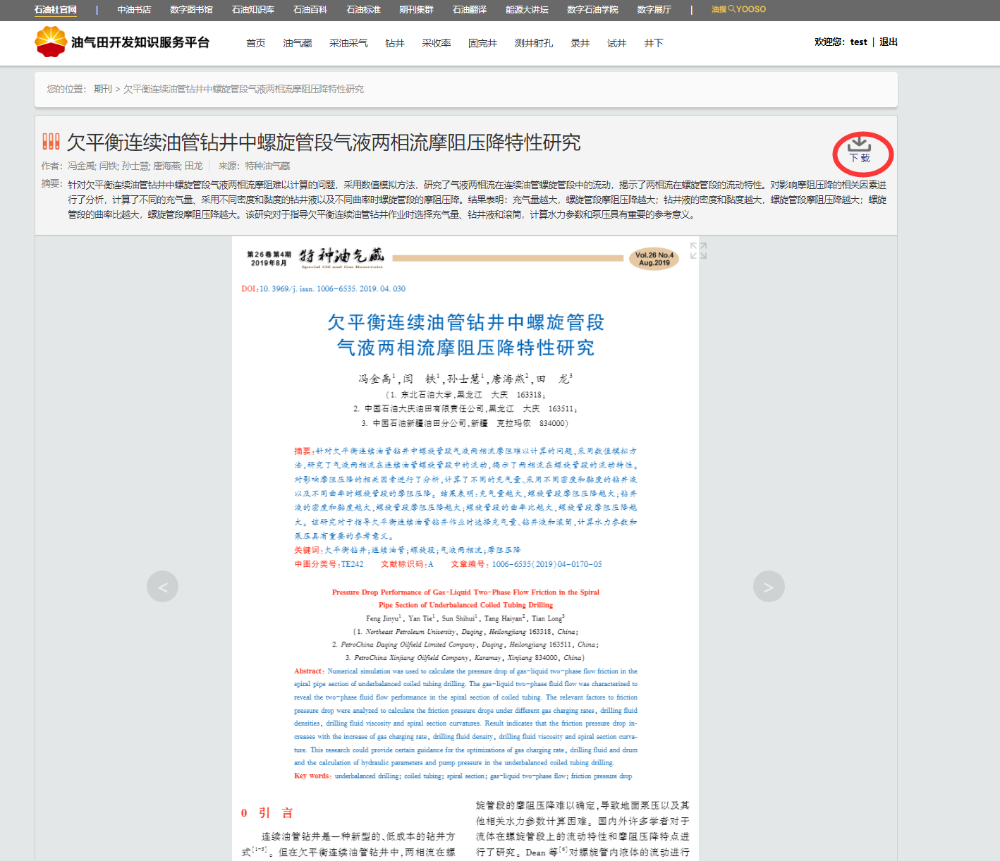 石油社官网 | 中油书店 数字图书馆 石油知识库 石油百科 石油标准 期刊集群 石油翻译 能源大讲坛 数字石油学院 数字展厅 | 油搜 YOOSO
油气田开发知识服务平台 首页 油气藏 采油采气 钻井 采收率 固完井 测井射孔 录井 试井 井下 欢迎您：test | 退出
您的位置： 期刊 > 欠平衡连续油管钻井中螺旋管段气液两相流摩阻压降特性研究
欠平衡连续油管钻井中螺旋管段气液两相流摩阻压降特性研究
下 载
作者： 冯金禹; 闫铁; 孙士慧; 唐海燕; 田龙 来源： 特种油气藏
摘要： 针对欠平衡连续油管钻井中螺旋管段气液两相流摩阻难以计算的问题，采用数值模拟方法，研究了气液两相流在连续油管螺旋管段中的流动，揭示了两相流在螺旋管段的流动特性。对影响摩阻压降的相关因素进
行了分析，计算了不同的充气量、采用不同密度和黏度的钻井液以及不同曲率时螺旋管段的摩阻压降。结果表明：充气量越大，螺旋管段摩阻压降越大；钻井液的密度和黏度越大，螺旋管段摩阻压降越大；螺旋
管段的曲率比越大，螺旋管段摩阻压降越大。该研究对于指导欠平衡连续油管钻井作业时选择充气量、钻井液和滚筒，计算水力参数和泵压具有重要的参考意义。
第26卷第4期
2019年8月
特种油气藏
Special Oil and Gas Reservoirs
Vol.26 No.4
Aug.2019
DOI:10. 3969/j. issn. 1006-6535. 2019. 04. 030
欠平衡连续油管钻井中螺旋管段
气液两相流摩阻压降特性研究
冯金禹1,闫 铁1,孙士慧1,唐海燕2,田 龙3
(1. 东北石油大学,黑龙江 大庆 163318;
2. 中国石油大庆油田有限责任公司,黑龙江 大庆 163511;
3. 中国石油新疆油田分公司,新疆 克拉玛依 834000)
摘要:针对欠平衡连续油管钻井中螺旋管段气液两相流摩阻难以计算的问题,采用数值模拟方
法,研究了气液两相流在连续油管螺旋管段中的流动,揭示了两相流在螺旋管段的流动特性。
对影响摩阻压降的相关因素进行了分析,计算了不同的充气量、采用不同密度和黏度的钻井液
以及不同曲率时螺旋管段的摩阻压降。结果表明:充气量越大,螺旋管段摩阻压降越大;钻井
液的密度和黏度越大,螺旋管段摩阻压降越大;螺旋管段的曲率比越大,螺旋管段摩阻压降越
大。该研究对于指导欠平衡连续油管钻井作业时选择充气量、钻井液和滚筒,计算水力参数和
泵压具有重要的参考意义。
关键词:欠平衡钻井;连续油管;螺旋段;气液两相流;摩阻压降
中图分类号:TE242 文献标识码:A 文章编号: 1006-6535(2019)04-0170-05
< >
Pressure Drop Performance of Gas-Liquid Two-Phase Flow Friction in the Spiral
Pipe Section of Underbalanced Coiled Tubing Drilling
Feng Jinyu1, Yan Tie1, Sun Shihui1, Tang Haiyan2, Tian Long3
(1. Northeast Petroleum University, Daqing, Heilongjiang 163318, China;
2. PetroChina Daqing Oilfield Limited Company, Daqing, Heilongjiang 163511, China;
3. PetroChina Xinjiang Oilfield Company, Karamay, Xinjiang 834000, China)
Abstract: Numerical simulation was used to calculate the pressure drop of gas-liquid two-phase flow friction in the
spiral pipe section of underbalanced coiled tubing drilling. The gas-liquid two-phase fluid flow was characterized to
reveal the two-phase fluid flow performance in the spiral section of coiled tubing. The relevant factors to friction
pressure drop were analyzed to calculate the friction pressure drops under different gas charging rates, drilling fluid
densities, drilling fluid viscosity and spiral section curvatures. Result indicates that the friction pressure drop in-
creases with the increase of gas charging rate, drilling fluid density, drilling fluid viscosity and spiral section curva-
ture. This research could provide certain guidance for the optimizations of gas charging rate, drilling fluid and drum
and the calculation of hydraulic parameters and pump pressure in the underbalanced coiled tubing drilling.
Key words: underbalanced drilling; coiled tubing; spiral section; gas-liquid two-phase flow; friction pressure drop
0 引 言
连续油管钻井是一种新型的、低成本的钻井方
式[1-5]。但在欠平衡连续油管钻井中,两相流在螺
旋管段的摩阻压降难以确定,导致地面泵压以及其
他相关水力参数计算困难。国内外许多学者对于
流体在螺旋管段上的流动特性和摩阻压降特点进
行了研究。Dean 等[6]对螺旋管内液体的流动进行